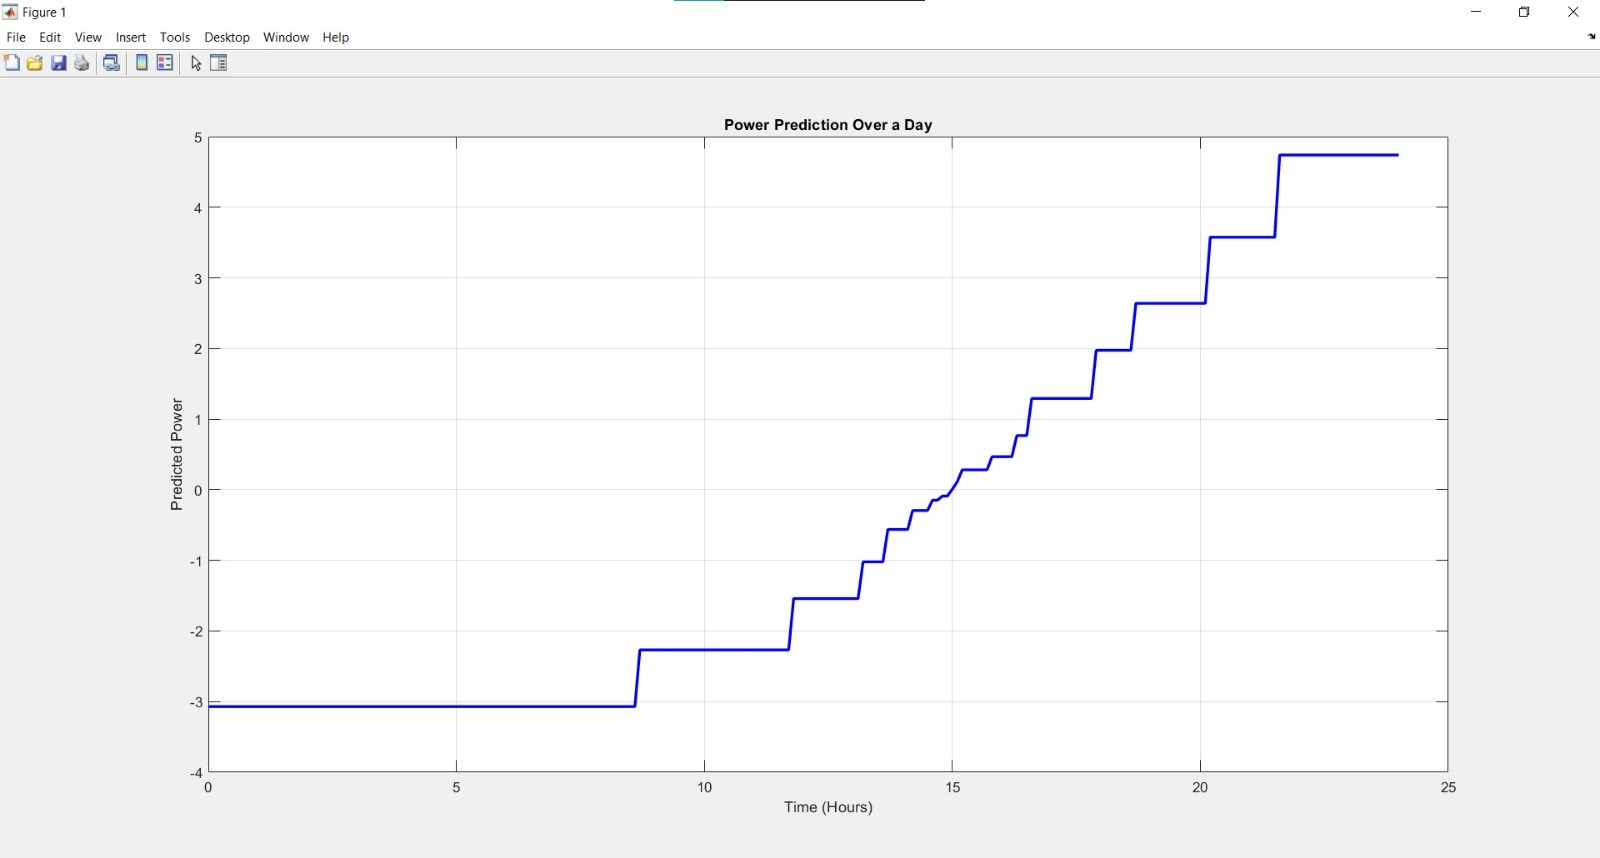 Figure 1
File Edit View Insert Tools Desktop Window Help
Power Prediction Over a Day
5
4
3
2
1
0
-1
-2
-3
-4
Predicted Power
0 5 10 15 20 25
Time (Hours)